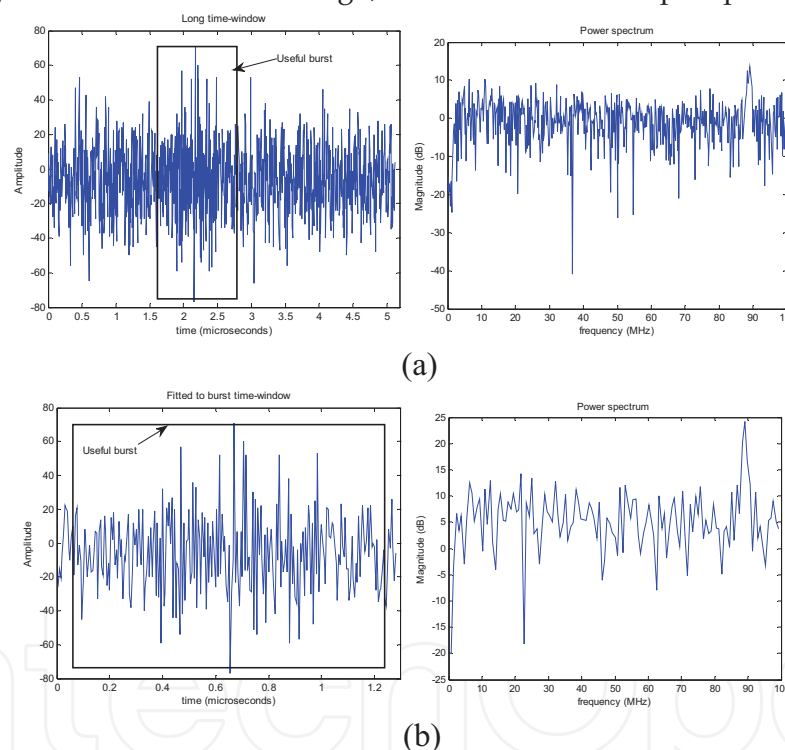 Long time-window
80
60
40
20
0
-20
-40
-60
-80
Amplitude
Useful burst
0 0.5 1 1.5 2 2.5 3 3.5 4 4.5 5
time (microseconds)
Power spectrum
20
10
0
-10
-20
-30
-40
-50
Magnitude (dB)
0 10 20 30 40 50 60 70 80 90
frequency (MHz)
(a)
Fitted to burst time-window
80
60
40
20
0
-20
-40
-60
-80
Amplitude
Useful burst
0 0.2 0.4 0.6 0.8 1 1.2
time (microseconds)
Power spectrum
25
20
15
10
5
0
-5
-10
-15
-20
-25
Magnitude (dB)
0 10 20 30 40 50 60 70 80 90
frequency (MHz)
(b)